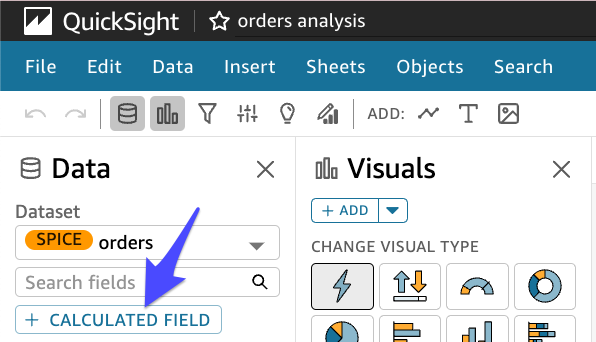 QuickSight orders analysis
File Edit Data Insert Sheets Objects Search
ADD: T
Data
Visuals
Dataset
SPICE orders
Search fields
+ CALCULATED FIELD
+ ADD
CHANGE VISUAL TYPE